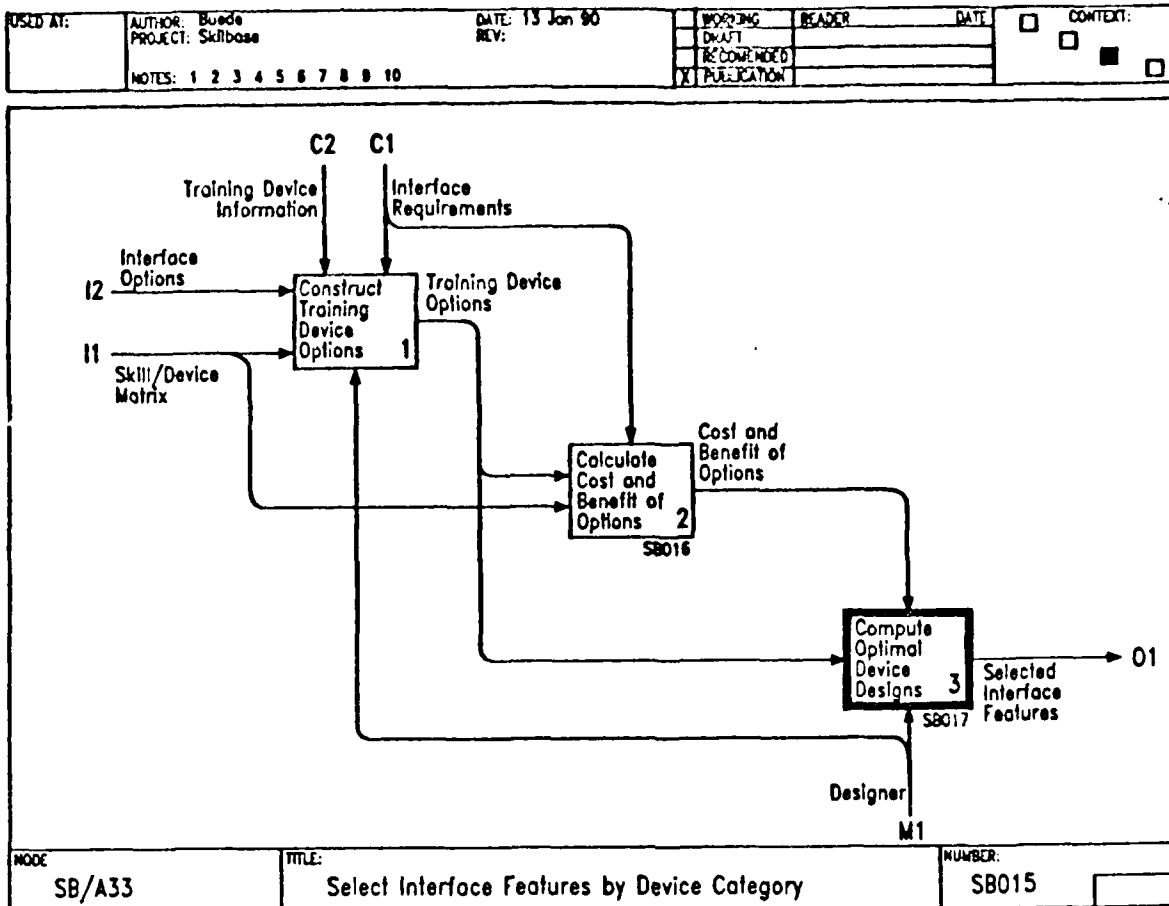 USED AT:
AUTHOR: Buede
PROJECT: Skilbase
NOTES: 1 2 3 4 5 6 7 8 9 10
DATE: 13 Jan 90
REV:
WORKING
DRAFT
RECOMENDED
X PUBLICATION
READER DATE
CONTEXT:
C2 C1
Training Device
Information
Interface
Requirements
Interface
Options
I2
Construct
Training
Device
Options 1
Training Device
Options
I1
Skill/Device
Matrix
Calculate
Cost and
Benefit of
Options 2
SB016
Cost and
Benefit of
Options
Compute
Optimal
Device
Designs 3
SB017
O1
Selected
Interface
Features
Designer
M1
NODE
SB/A33
TITLE:
Select Interface Features by Device Category
NUMBER:
SB015